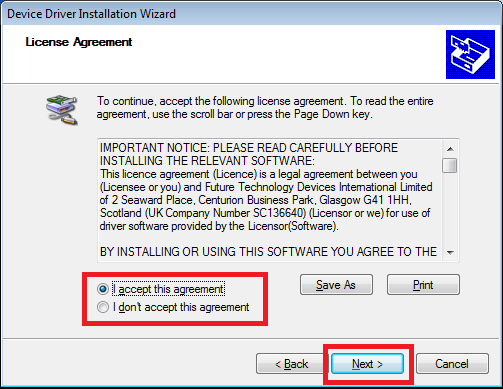 Device Driver Installation Wizard
License Agreement
To continue, accept the following license agreement. To read the entire
agreement, use the scroll bar or press the Page Down key.
IMPORTANT NOTICE: PLEASE READ CAREFULLY BEFORE
INSTALLING THE RELEVANT SOFTWARE:
This licence agreement (Licence) is a legal agreement between you
(Licensee or you) and Future Technology Devices International Limited
of 2 Seaward Place, Centurion Business Park, Glasgow G41 1HH,
Scotland (UK Company Number SC136640) (Licensor or we) for use of
driver software provided by the Licensor(Software).
BY INSTALLING OR USING THIS SOFTWARE YOU AGREE TO THE
I accept this agreement
I don't accept this agreement
Save As
Print
< Back
Next >
Cancel